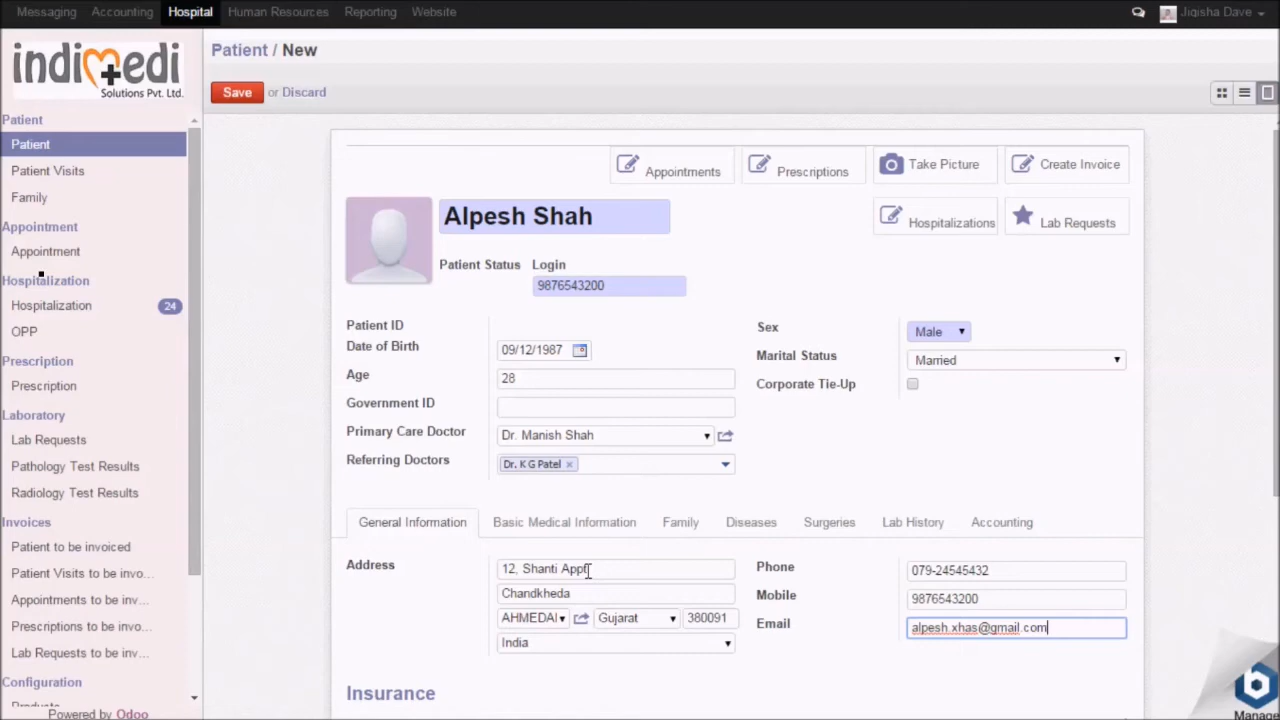 Messaging Accounting Hospital Human Resources Reporting Website Jiqisha Dave
indimedi
Solutions Pvt. Ltd.
Patient / New
Save or Discard
Patient
Patient
Patient Visits
Family
Appointment
Appointment
Hospitalization
Hospitalization 24
OPP
Prescription
Prescription
Laboratory
Lab Requests
Pathology Test Results
Radiology Test Results
Invoices
Patient to be invoiced
Patient Visits to be invo...
Appointments to be invo...
Prescriptions to be invo...
Lab Requests to be inv...
Configuration
Powered by Odoo
Appointments Prescriptions Take Picture Create Invoice
Alpesh Shah
Hospitalizations Lab Requests
Patient Status Login
9876543200
Patient ID
Date of Birth 09/12/1987
Age 28
Government ID
Primary Care Doctor Dr. Manish Shah
Referring Doctors Dr. K G Patel ×
Sex Male
Marital Status Married
Corporate Tie-Up
General Information Basic Medical Information Family Diseases Surgeries Lab History Accounting
Address 12, Shanti Appt
Chandkheda
AHMEDAI Gujarat 380091
India
Phone 079-24545432
Mobile 9876543200
Email alpesh.xhas@gmail.com
Insurance
Manage